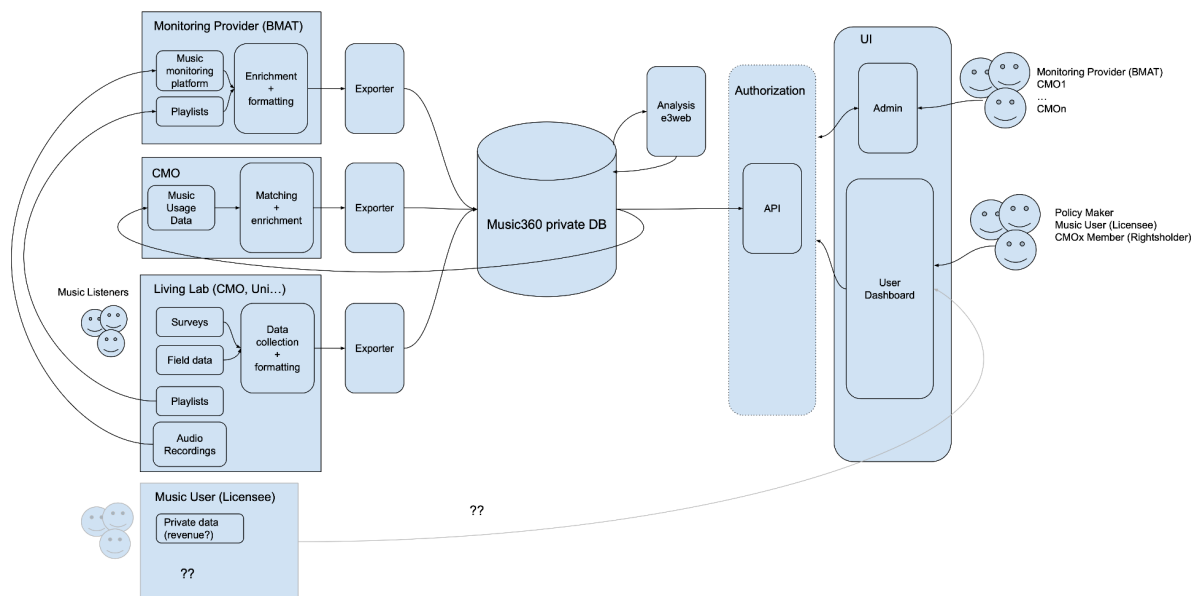 Monitoring Provider (BMAT)
Music
monitoring
platform
Playlists
Enrichment
+
formatting
Exporter
CMO
Music
Usage
Data
Matching
+
enrichment
Exporter
Living Lab (CMO, Uni…)
Music Listeners
Surveys
Field data
Data
collection
+
formatting
Playlists
Audio
Recordings
Exporter
Music User (Licensee)
Private data
(revenue?)
??
??
Music360 private DB
Analysis
e3web
Authorization
API
UI
Admin
User
Dashboard
Monitoring Provider (BMAT)
CMO1
…
CMOn
Policy Maker
Music User (Licensee)
CMOx Member (Rightsholder)